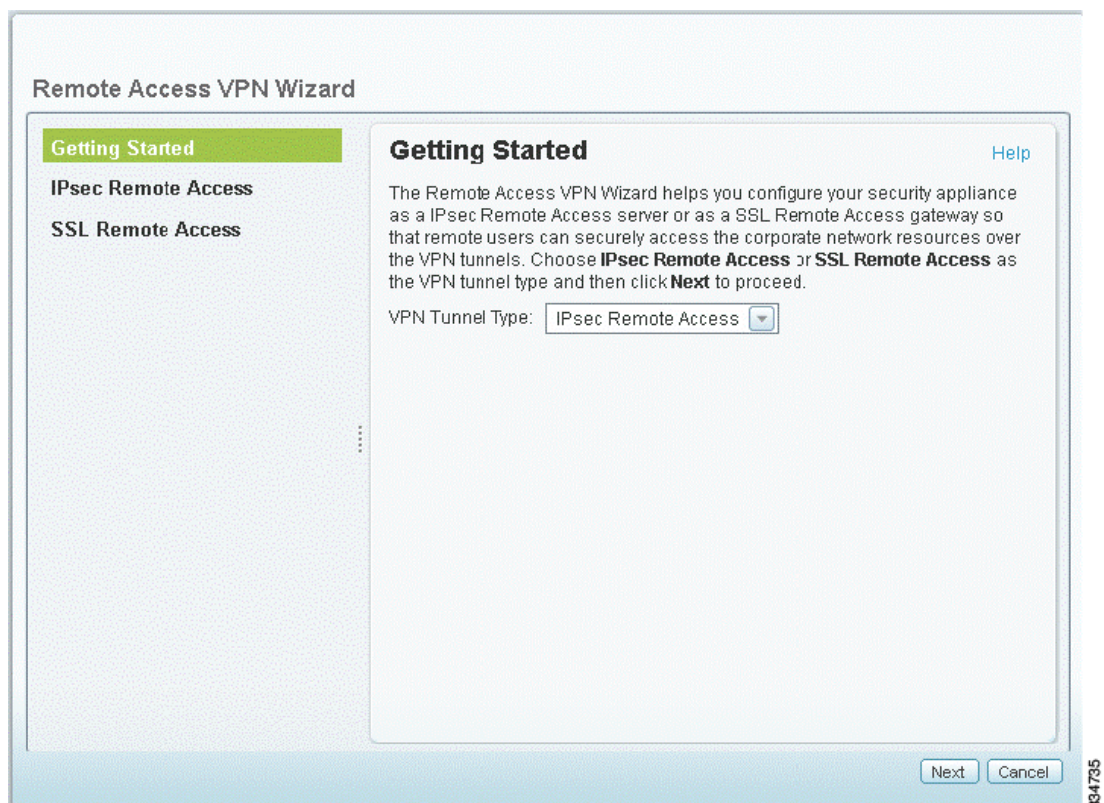 Remote Access VPN Wizard
Getting Started
IPsec Remote Access
SSL Remote Access
Getting Started
Help
The Remote Access VPN Wizard helps you configure your security appliance
as a IPsec Remote Access server or as a SSL Remote Access gateway so
that remote users can securely access the corporate network resources over
the VPN tunnels. Choose IPsec Remote Access or SSL Remote Access as
the VPN tunnel type and then click Next to proceed.
VPN Tunnel Type: IPsec Remote Access
Next Cancel